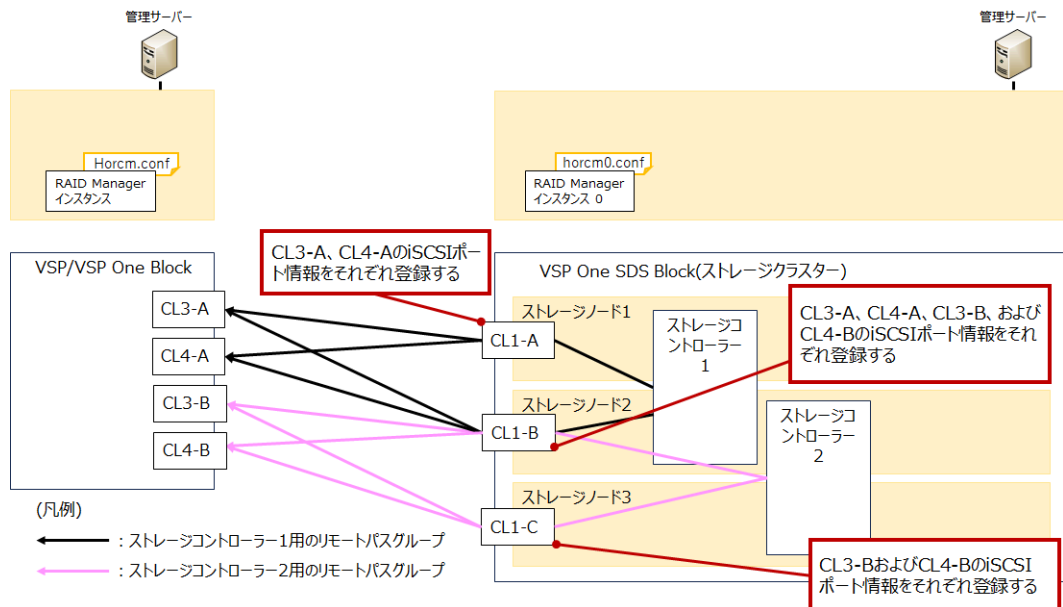 管理サーバー
管理サーバー
Horcm.conf
RAID Manager
インスタンス
horcm0.conf
RAID Manager
インスタンス 0
CL3-A、CL4-AのiSCSIポー
ト情報をそれぞれ登録する
VSP/VSP One Block
CL3-A
CL4-A
CL3-B
CL4-B
VSP One SDS Block(ストレージクラスター)
ストレージノード1
CL1-A
ストレージコ
ントローラー
1
CL3-A、CL4-A、CL3-B、および
CL4-BのiSCSIポート情報をそれ
ぞれ登録する
ストレージノード2
CL1-B
ストレージコ
ントローラー
2
ストレージノード3
CL1-C
CL3-BおよびCL4-BのiSCSI
ポート情報をそれぞれ登録する
(凡例)
：ストレージコントローラー1用のリモートパスグループ
：ストレージコントローラー2用のリモートパスグループ